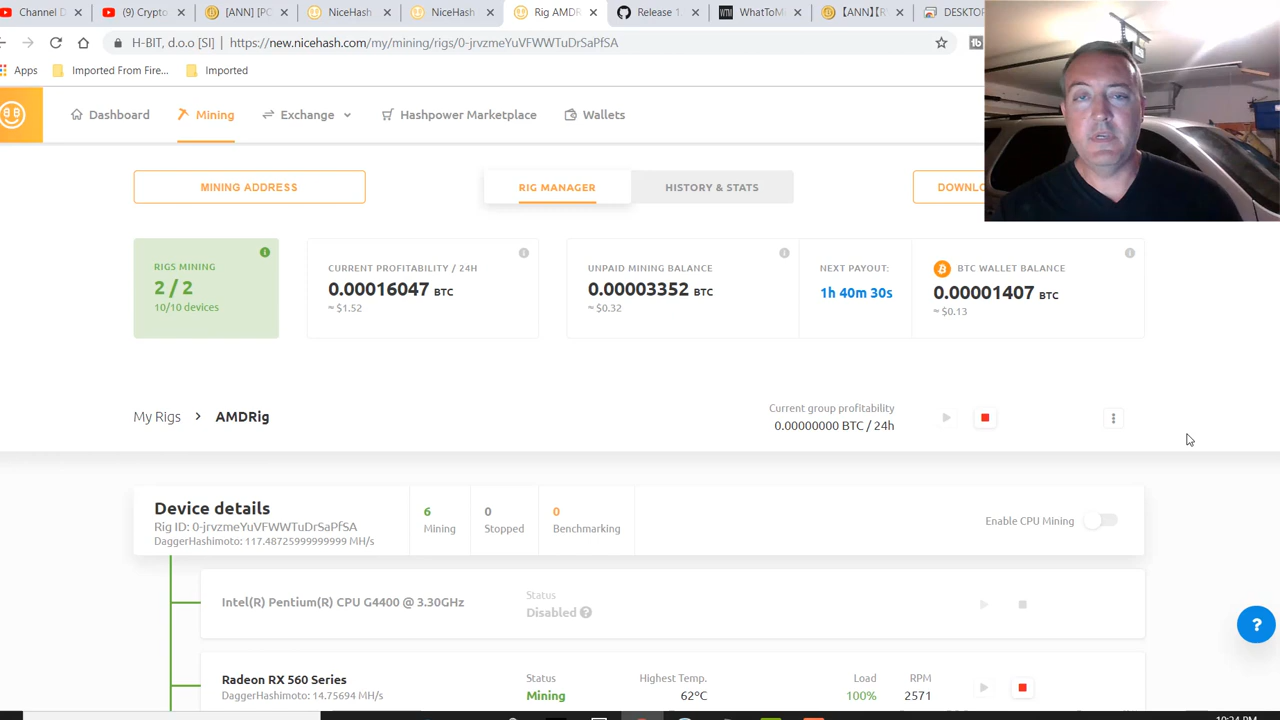 Channel D
(9) Crypto
[ANN] [PC
NiceHash
NiceHash
Rig AMDR
Release 1
WhatToMi
【ANN】【R
DESKTOP
H-BIT, d.o.o [SI] | https://new.nicehash.com/my/mining/rigs/0-jrvzmeYuVFWWTuDrSaPfSA
Apps Imported From Fire... Imported
Dashboard Mining Exchange Hashpower Marketplace Wallets
MINING ADDRESS RIG MANAGER HISTORY & STATS
RIGS MINING
2 / 2
10/10 devices
CURRENT PROFITABILITY / 24H
0.00016047 BTC
≈ $1.52
UNPAID MINING BALANCE
0.00003352 BTC
≈ $0.32
NEXT PAYOUT:
1h 40m 30s
BTC WALLET BALANCE
0.00001407 BTC
≈ $0.13
My Rigs > AMDRig
Current group profitability
0.00000000 BTC / 24h
Device details
Rig ID: 0-jrvzmeYuVFWWTuDrSaPfSA
DaggerHashimoto: 117.48725999999999 MH/s
6
Mining
0
Stopped
0
Benchmarking
Enable CPU Mining
Intel(R) Pentium(R) CPU G4400 @ 3.30GHz
Status
Disabled
Radeon RX 560 Series
DaggerHashimoto: 14.75694 MH/s
Status
Mining
Highest Temp.
62°C
Load
100%
RPM
2571